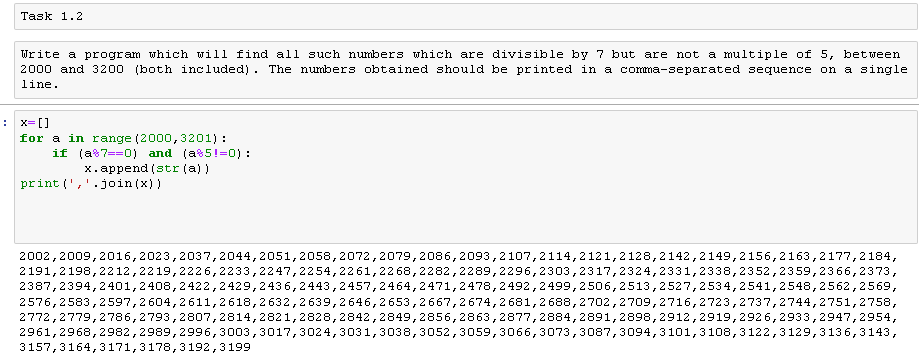 Task 1.2
Write a program which will find all such numbers which are divisible by 7 but are not a multiple of 5, between
2000 and 3200 (both included). The numbers obtained should be printed in a comma-separated sequence on a single
line.
: x=[]
for a in range(2000,3201):
    if (a%7==0) and (a%5!=0):
        x.append(str(a))
print(','.join(x))
2002,2009,2016,2023,2037,2044,2051,2058,2072,2079,2086,2093,2107,2114,2121,2128,2142,2149,2156,2163,2177,2184,
2191,2198,2212,2219,2226,2233,2247,2254,2261,2268,2282,2289,2296,2303,2317,2324,2331,2338,2352,2359,2366,2373,
2387,2394,2401,2408,2422,2429,2436,2443,2457,2464,2471,2478,2492,2499,2506,2513,2527,2534,2541,2548,2562,2569,
2576,2583,2597,2604,2611,2618,2632,2639,2646,2653,2667,2674,2681,2688,2702,2709,2716,2723,2737,2744,2751,2758,
2772,2779,2786,2793,2807,2814,2821,2828,2842,2849,2856,2863,2877,2884,2891,2898,2912,2919,2926,2933,2947,2954,
2961,2968,2982,2989,2996,3003,3017,3024,3031,3038,3052,3059,3066,3073,3087,3094,3101,3108,3122,3129,3136,3143,
3157,3164,3171,3178,3192,3199